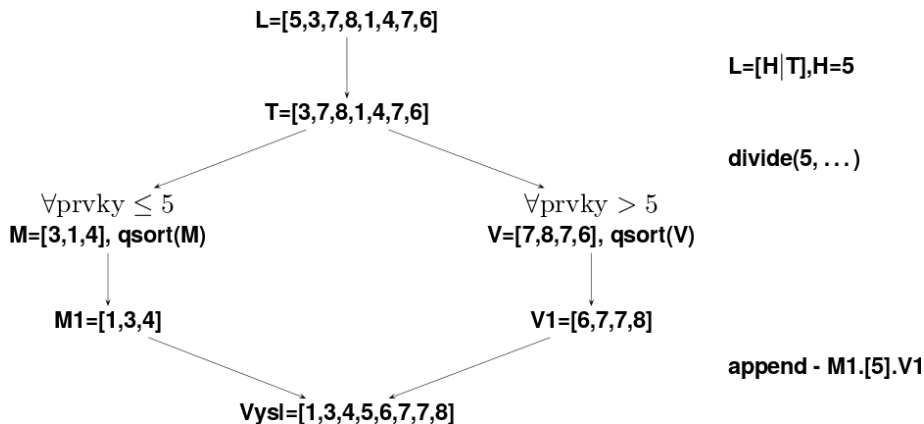 L=[5,3,7,8,1,4,7,6]
L=[H|T],H=5
T=[3,7,8,1,4,7,6]
divide(5, ...)
∀prvky ≤ 5
∀prvky > 5
M=[3,1,4], qsort(M)
V=[7,8,7,6], qsort(V)
M1=[1,3,4]
V1=[6,7,7,8]
append - M1.[5].V1
Vysl=[1,3,4,5,6,7,7,8]